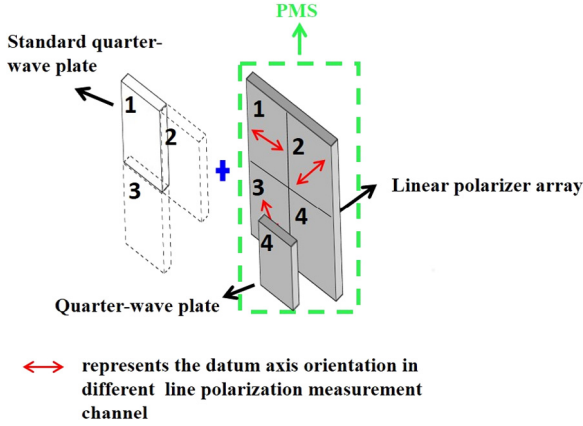 PMS
Standard quarter-
wave plate
1
2
3
1
2
3
4
4
Linear polarizer array
Quarter-wave plate
represents the datum axis orientation in
different line polarization measurement
channel